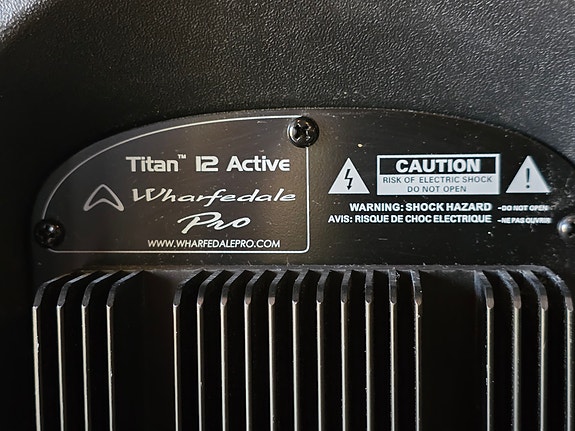 Titan™ 12 Active
Wharfedale
Pro
WWW.WHARFEDALEPRO.COM
CAUTION
RISK OF ELECTRIC SHOCK
DO NOT OPEN
WARNING: SHOCK HAZARD -DO NOT OPEN
AVIS: RISQUE DE CHOC ELECTRIQUE -NE PAS OUVRIR